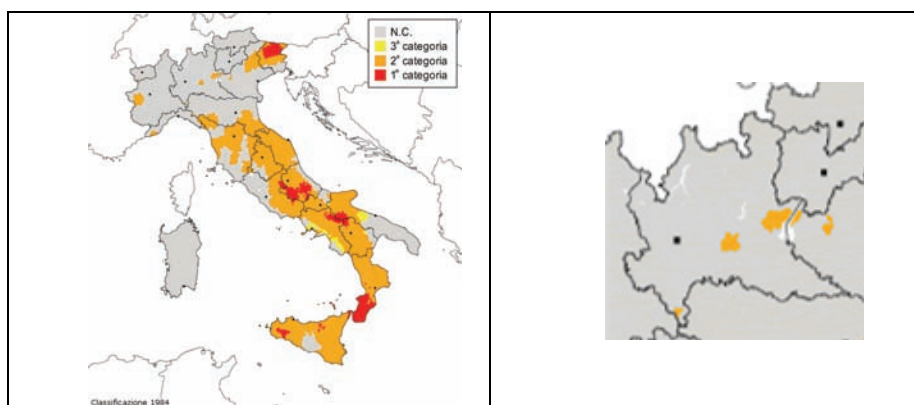 N.C.
3ª categoria
2ª categoria
1ª categoria
Classificazione 1984